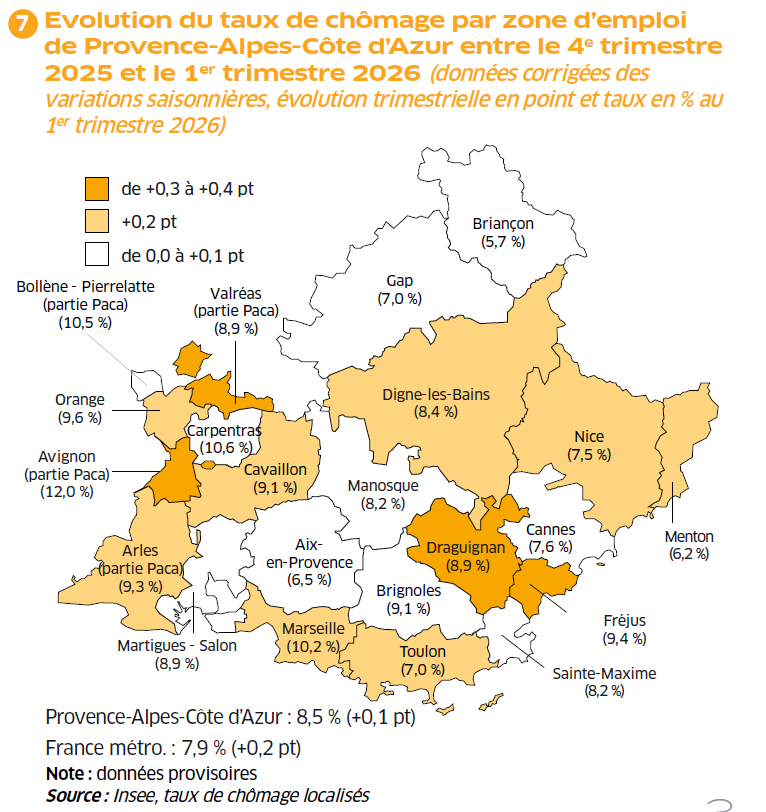 7 Evolution du taux de chômage par zone d’emploi
de Provence-Alpes-Côte d’Azur entre le 4e trimestre
2025 et le 1er trimestre 2026 (données corrigées des
variations saisonnières, évolution trimestrielle en point et taux en % au
1er trimestre 2026)
de +0,3 à +0,4 pt
+0,2 pt
de 0,0 à +0,1 pt
Briançon
(5,7 %)
Gap
(7,0 %)
Bollène - Pierrelatte
(partie Paca)
(10,5 %)
Valréas
(partie Paca)
(8,9 %)
Orange
(9,6 %)
Digne-les-Bains
(8,4 %)
Carpentras
(10,6 %)
Nice
(7,5 %)
Avignon
(partie Paca)
(12,0 %)
Cavaillon
(9,1 %)
Manosque
(8,2 %)
Cannes
(7,6 %)
Menton
(6,2 %)
Arles
(partie Paca)
(9,3 %)
Aix-
en-Provence
(6,5 %)
Draguignan
(8,9 %)
Brignoles
(9,1 %)
Fréjus
(9,4 %)
Martigues - Salon
(8,9 %)
Marseille
(10,2 %)
Toulon
(7,0 %)
Sainte-Maxime
(8,2 %)
Provence-Alpes-Côte d’Azur : 8,5 % (+0,1 pt)
France métro. : 7,9 % (+0,2 pt)
Note : données provisoires
Source : Insee, taux de chômage localisés